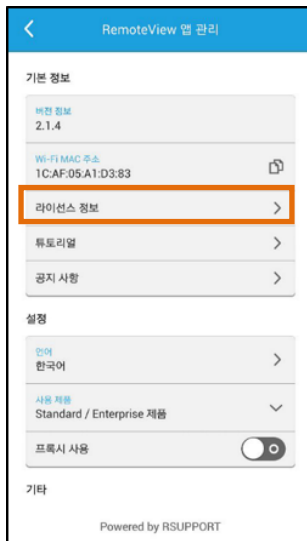 RemoteView 앱 관리
기본 정보
버전 정보
2.1.4
Wi-Fi MAC 주소
1C:AF:05:A1:D3:83
라이선스 정보
튜토리얼
공지 사항
설정
언어
한국어
사용 제품
Standard / Enterprise 제품
프록시 사용
기타
Powered by RSUPPORT